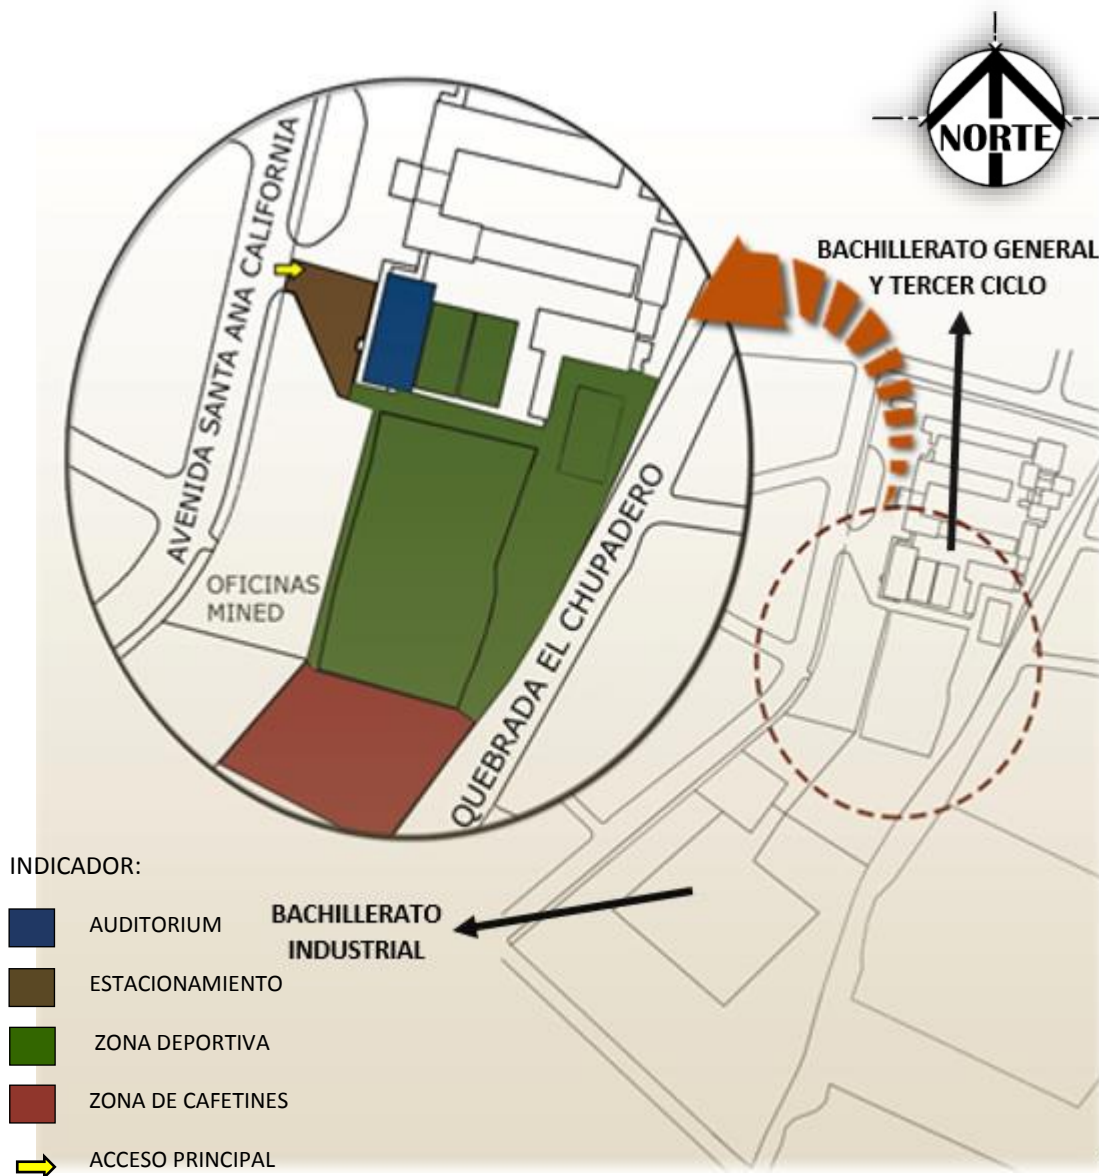 NORTE
BACHILLERATO GENERAL
Y TERCER CICLO
AVENIDA SANTA ANA CALIFORNIA
OFICINAS
MINED
QUEBRADA EL CHUPADERO
INDICADOR:
AUDITORIUM
ESTACIONAMIENTO
ZONA DEPORTIVA
ZONA DE CAFETINES
ACCESO PRINCIPAL
BACHILLERATO
INDUSTRIAL